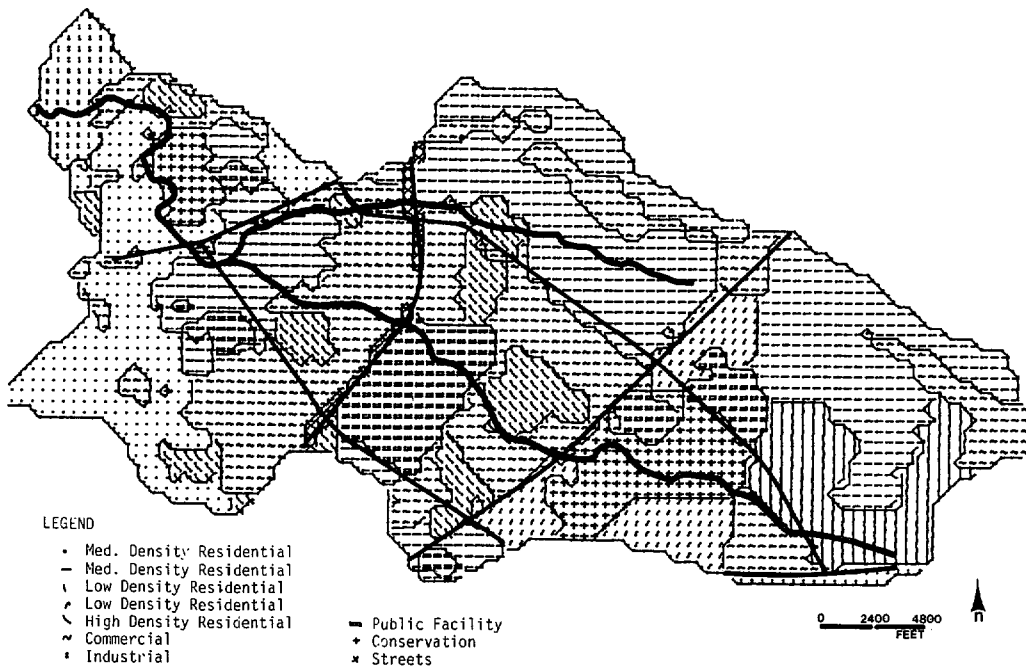 LEGEND
• Med. Density Residential
— Med. Density Residential
Low Density Residential
Low Density Residential
\ High Density Residential
~ Commercial
Industrial
— Public Facility
+ Conservation
x Streets
0 2400 4800
FEET
n